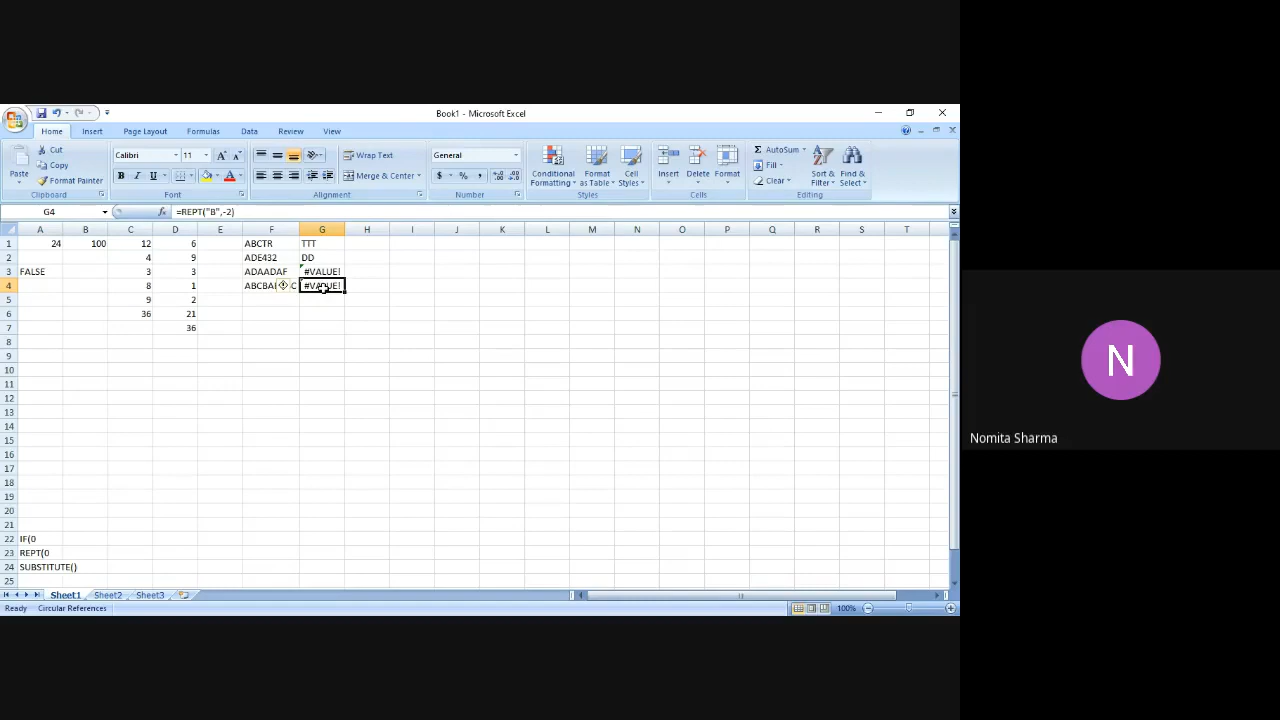 Book1 - Microsoft Excel
Home Insert Page Layout Formulas Data Review View
Cut
Copy
Format Painter
Paste
Clipboard
Calibri 11
B I U
Font
Wrap Text
Merge & Center
Alignment
General
$ % ,
Number
Conditional Formatting
Format as Table
Cell Styles
Styles
Insert Delete Format
Cells
AutoSum
Fill
Clear
Sort & Filter
Find & Select
Editing
G4 fx =REPT("B",-2)
A B C D E F G H I J K L M N O P Q R S T
1 24 100 12 6 ABCTR TTT
2 4 9 ADE432 DD
3 FALSE 3 3 ADAADAF #VALUE!
4 8 1 #VALUE!
5 9 2
6 36 21
7 36
8
9
10
11
12
13
14
15
16
17
18
19
20
21
22 IF(0
23 REPT(0
24 SUBSTITUTE()
25
Sheet1 Sheet2 Sheet3
Ready Circular References 100%
N
Nomita Sharma